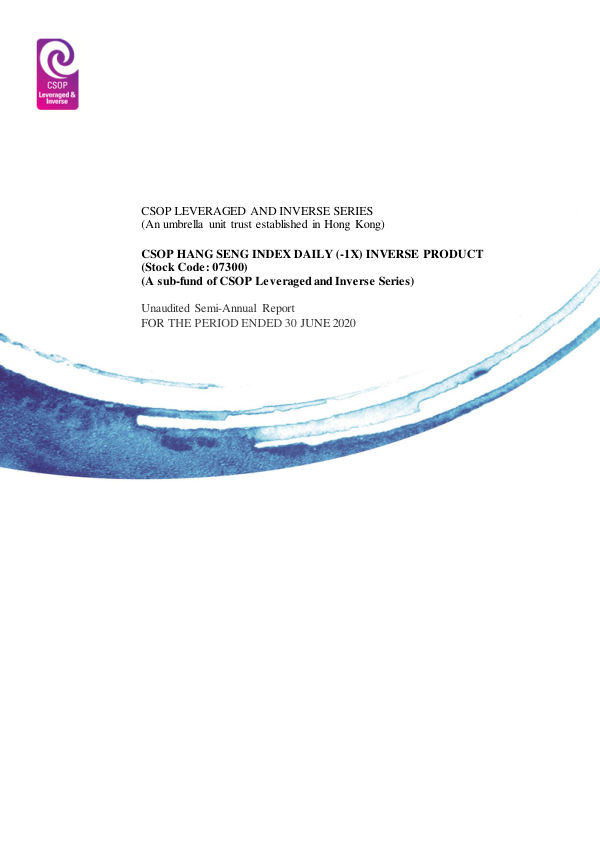 CSOP
Leveraged &
Inverse
CSOP LEVERAGED AND INVERSE SERIES
(An umbrella unit trust established in Hong Kong)
CSOP HANG SENG INDEX DAILY (-1X) INVERSE PRODUCT
(Stock Code: 07300)
(A sub-fund of CSOP Leveraged and Inverse Series)
Unaudited Semi-Annual Report
FOR THE PERIOD ENDED 30 JUNE 2020